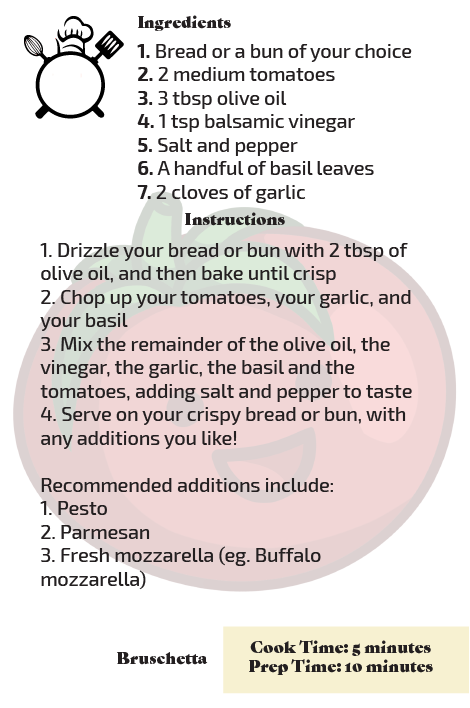 Ingredients
1. Bread or a bun of your choice
2. 2 medium tomatoes
3. 3 tbsp olive oil
4. 1 tsp balsamic vinegar
5. Salt and pepper
6. A handful of basil leaves
7. 2 cloves of garlic
Instructions
1. Drizzle your bread or bun with 2 tbsp of
olive oil, and then bake until crisp
2. Chop up your tomatoes, your garlic, and
your basil
3. Mix the remainder of the olive oil, the
vinegar, the garlic, the basil and the
tomatoes, adding salt and pepper to taste
4. Serve on your crispy bread or bun, with
any additions you like!
Recommended additions include:
1. Pesto
2. Parmesan
3. Fresh mozzarella (eg. Buffalo
mozzarella)
Bruschetta
Cook Time: 5 minutes
Prep Time: 10 minutes